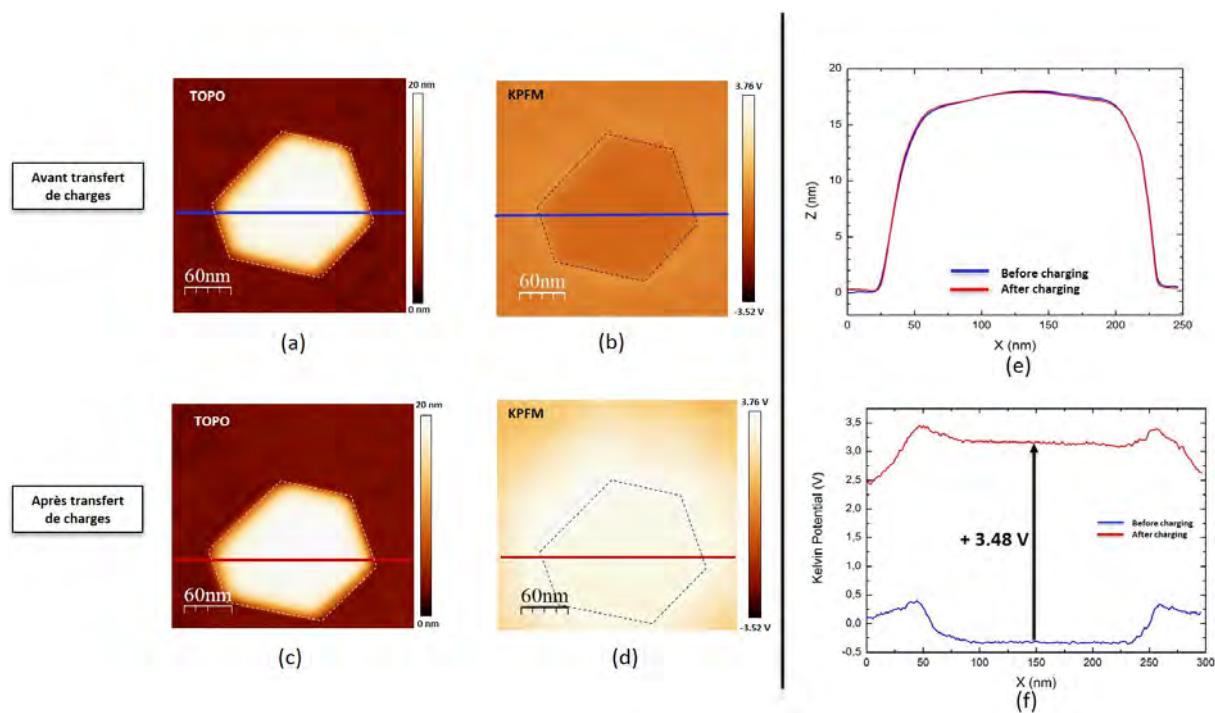 Avant transfert
de charges
TOPO
20 nm
0 nm
60nm
(a)
KPFM
3.76 V
-3.52 V
60nm
(b)
Après transfert
de charges
TOPO
20 nm
0 nm
60nm
(c)
KPFM
3.76 V
-3.52 V
60nm
(d)
20
15
10
5
0
Z (nm)
Before charging
After charging
0 50 100 150 200 250
X (nm)
(e)
3,5
3,0
2,5
2,0
1,5
1,0
0,5
0,0
-0,5
Kelvin Potential (V)
+ 3.48 V
Before charging
After charging
0 50 100 150 200 250 300
X (nm)
(f)